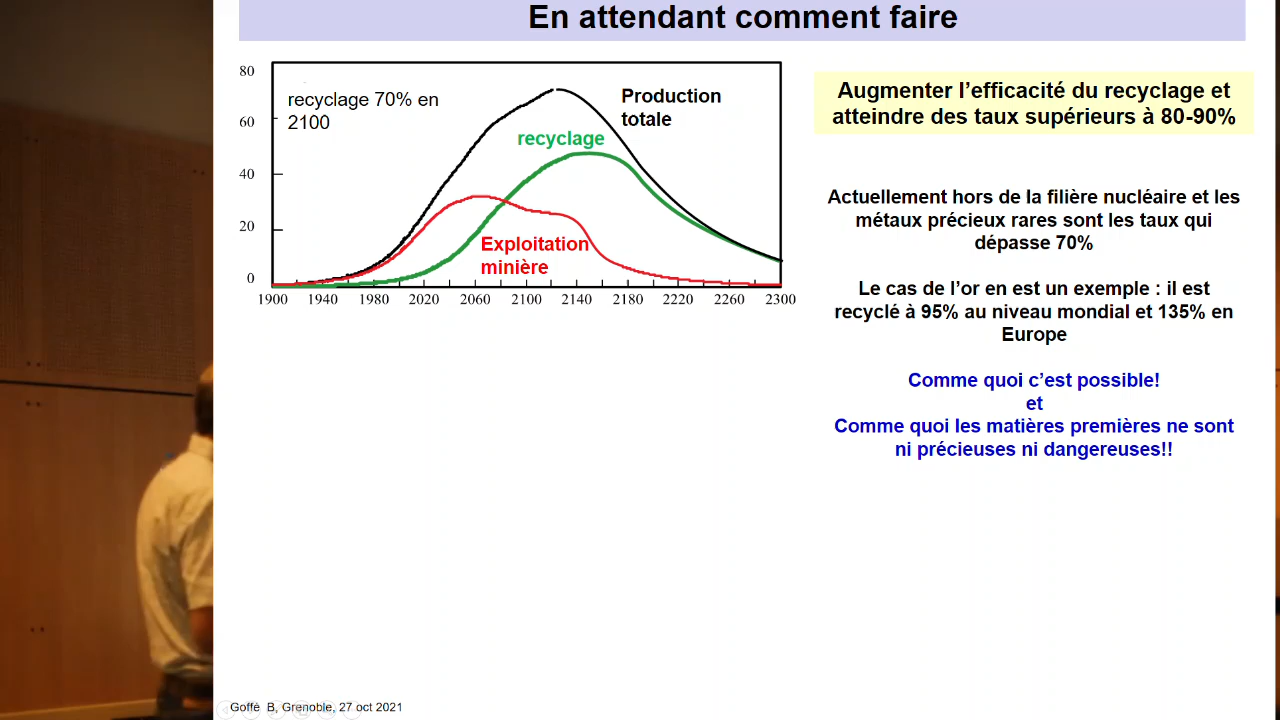 En attendant comment faire
80
60
40
20
0
recyclage 70% en
2100
Production
totale
recyclage
Exploitation
minière
1900 1940 1980 2020 2060 2100 2140 2180 2220 2260 2300
Augmenter l’efficacité du recyclage et
atteindre des taux supérieurs à 80-90%
Actuellement hors de la filière nucléaire et les
métaux précieux rares sont les taux qui
dépasse 70%
Le cas de l’or en est un exemple : il est
recyclé à 95% au niveau mondial et 135% en
Europe
Comme quoi c’est possible!
et
Comme quoi les matières premières ne sont
ni précieuses ni dangereuses!!
Goffé B, Grenoble, 27 oct 2021